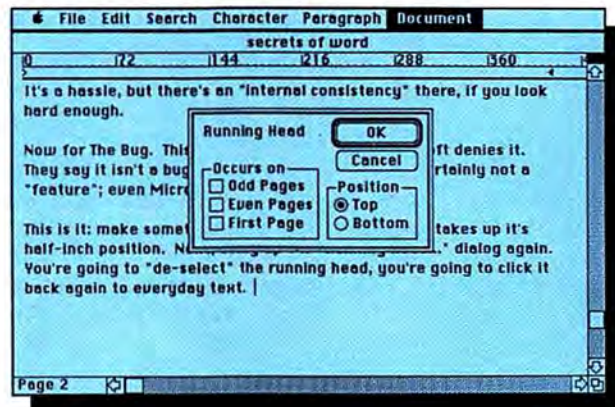 File Edit Search Character Paragraph Document
secrets of word
0 72 144 216 288 360
It's a hassle, but there's an "internal consistency" there, if you look
hard enough.
Now for The Bug. This ft denies it.
They say it isn't a bug rtainly not a
"feature"; even Micro
This is it: make somet takes up it's
half-inch position. N ..." dialog again.
You're going to "de-select" the running head, you're going to click it
back again to everyday text.
Running Head
OK
Cancel
Occurs on
Odd Pages
Even Pages
First Page
Position
Top
Bottom
Page 2